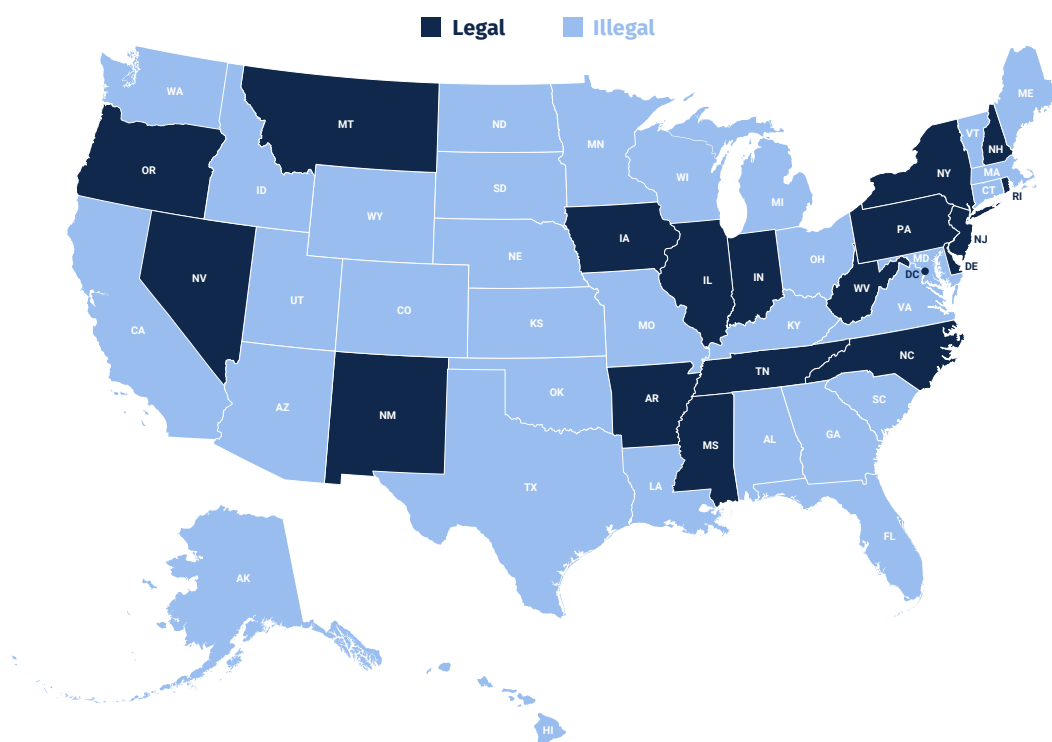 Legal Illegal
WA
ME
MT
ND
VT
MN
NH
OR
NY
MA
WI
SD
ID
CT
RI
MI
WY
PA
IA
NJ
NE
MD
OH
DE
DC
NV
IL
IN
WV
UT
CO
VA
KS
MO
KY
CA
NC
TN
OK
AR
SC
AZ
NM
GA
AL
MS
TX
LA
FL
AK
HI